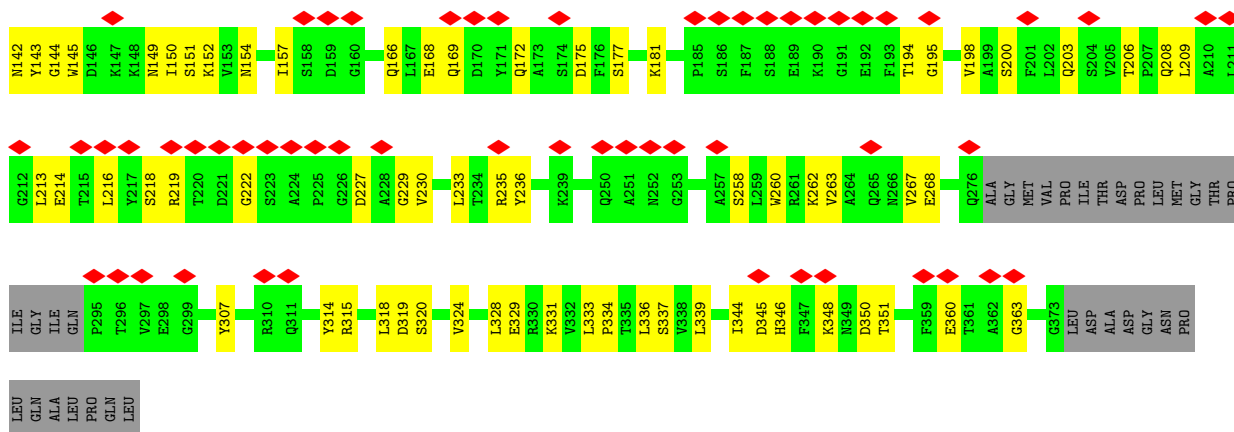 N142 Y143 G144 W145 D146 K147 K148 N149 I150 S151 K152 V153 N154 I157 S158 D159 G160 Q166 L167 E168 Q169 D170 Y171 Q172 A173 S174 D175 F176 S177 K181 P185 S186 F187 S188 E189 K190 G191 E192 F193 T194 G195 V198 A199 S200 F201 L202 Q203 S204 V205 T206 P207 Q208 L209 A210 L211
G212 L213 E214 T215 L216 Y217 S218 R219 T220 D221 G222 S223 A224 P225 G226 D227 A228 G229 V230 L233 T234 R235 Y236 K239 Q250 A251 N252 G253 A257 S258 L259 W260 R261 K262 V263 A264 Q265 N266 V267 E268 Q276 ALA GLY MET VAL PRO ILE THR ASP PRO LEU MET GLY THR PRO
ILE GLY ILE GLN P295 T296 V297 E298 G299 Y307 R310 Q311 Y314 R315 L318 D319 S320 V324 L328 E329 R330 K331 V332 L333 P334 T335 L336 S337 V338 L339 I344 D345 H346 F347 K348 N349 D350 T351 F359 E360 T361 A362 G363 G373 LEU ASP ALA ASP GLY ASN PRO
LEU GLN ALA LEU PRO GLN LEU